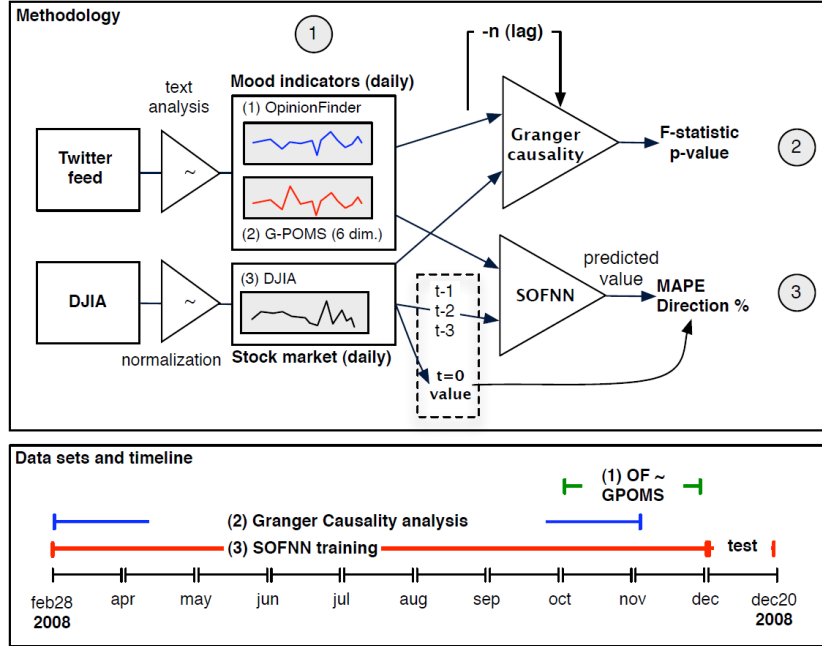 Methodology
1
-n (lag)
text
analysis
Mood indicators (daily)
(1) OpinionFinder
Twitter
feed
~
(2) G-POMS (6 dim.)
Granger
causality
F-statistic
p-value
2
DJIA
~
normalization
(3) DJIA
Stock market (daily)
t-1
t-2
t-3
t=0
value
SOFNN
predicted
value
MAPE
Direction %
3
Data sets and timeline
(1) OF ~
GPOMS
(2) Granger Causality analysis
(3) SOFNN training
test
feb28 apr may jun jul aug sep oct nov dec dec20
2008 2008